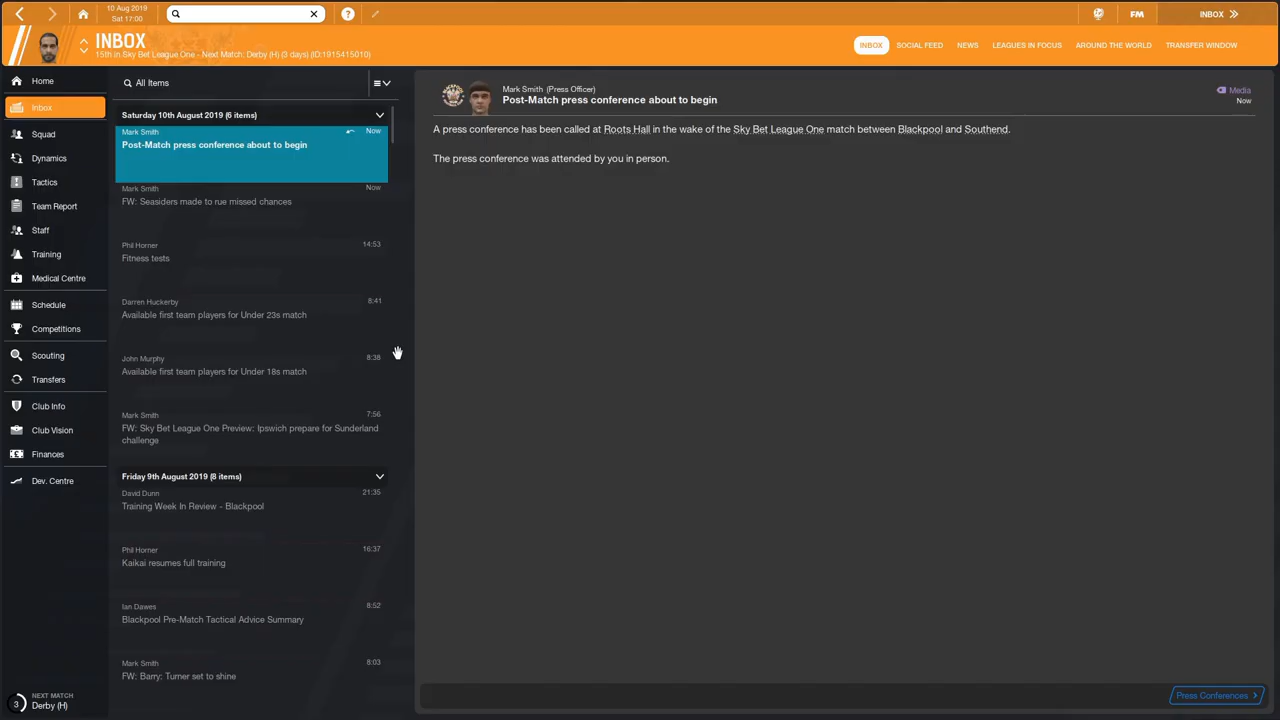 10 Aug 2019
Sat 17:00
?
FM
INBOX
INBOX
15th in Sky Bet League One - Next Match: Derby (H) (3 days) (ID:1915415010)
INBOX
SOCIAL FEED
NEWS
LEAGUES IN FOCUS
AROUND THE WORLD
TRANSFER WINDOW
Home
Inbox
Squad
Dynamics
Tactics
Team Report
Staff
Training
Medical Centre
Schedule
Competitions
Scouting
Transfers
Club Info
Club Vision
Finances
Dev. Centre
3
NEXT MATCH
Derby (H)
All Items
Saturday 10th August 2019 (6 items)
Mark Smith Now
Post-Match press conference about to begin
Mark Smith Now
FW: Seasiders made to rue missed chances
Phil Horner 14:53
Fitness tests
Darren Huckerby 8:41
Available first team players for Under 23s match
John Murphy 8:38
Available first team players for Under 18s match
Mark Smith 7:56
FW: Sky Bet League One Preview: Ipswich prepare for Sunderland
challenge
Friday 9th August 2019 (8 items)
David Dunn 21:35
Training Week In Review - Blackpool
Phil Horner 16:37
Kaikai resumes full training
Ian Dawes 8:52
Blackpool Pre-Match Tactical Advice Summary
Mark Smith 8:03
FW: Barry: Turner set to shine
Mark Smith (Press Officer)
Post-Match press conference about to begin
Media
Now
A press conference has been called at Roots Hall in the wake of the Sky Bet League One match between Blackpool and Southend.
The press conference was attended by you in person.
Press Conferences